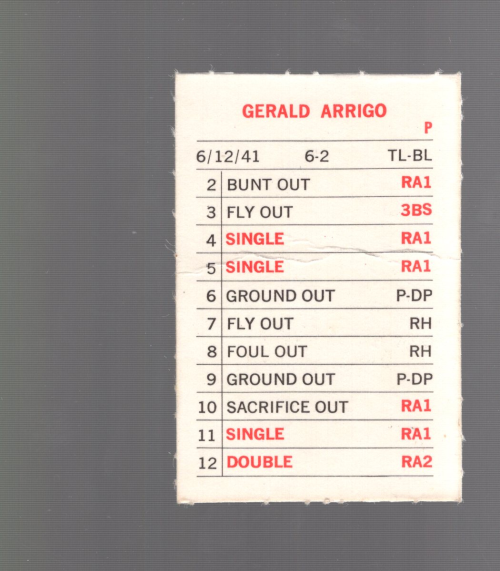 GERALD ARRIGO
P
6/12/41 6-2 TL-BL
2 BUNT OUT RA1
3 FLY OUT 3BS
4 SINGLE RA1
5 SINGLE RA1
6 GROUND OUT P-DP
7 FLY OUT RH
8 FOUL OUT RH
9 GROUND OUT P-DP
10 SACRIFICE OUT RA1
11 SINGLE RA1
12 DOUBLE RA2